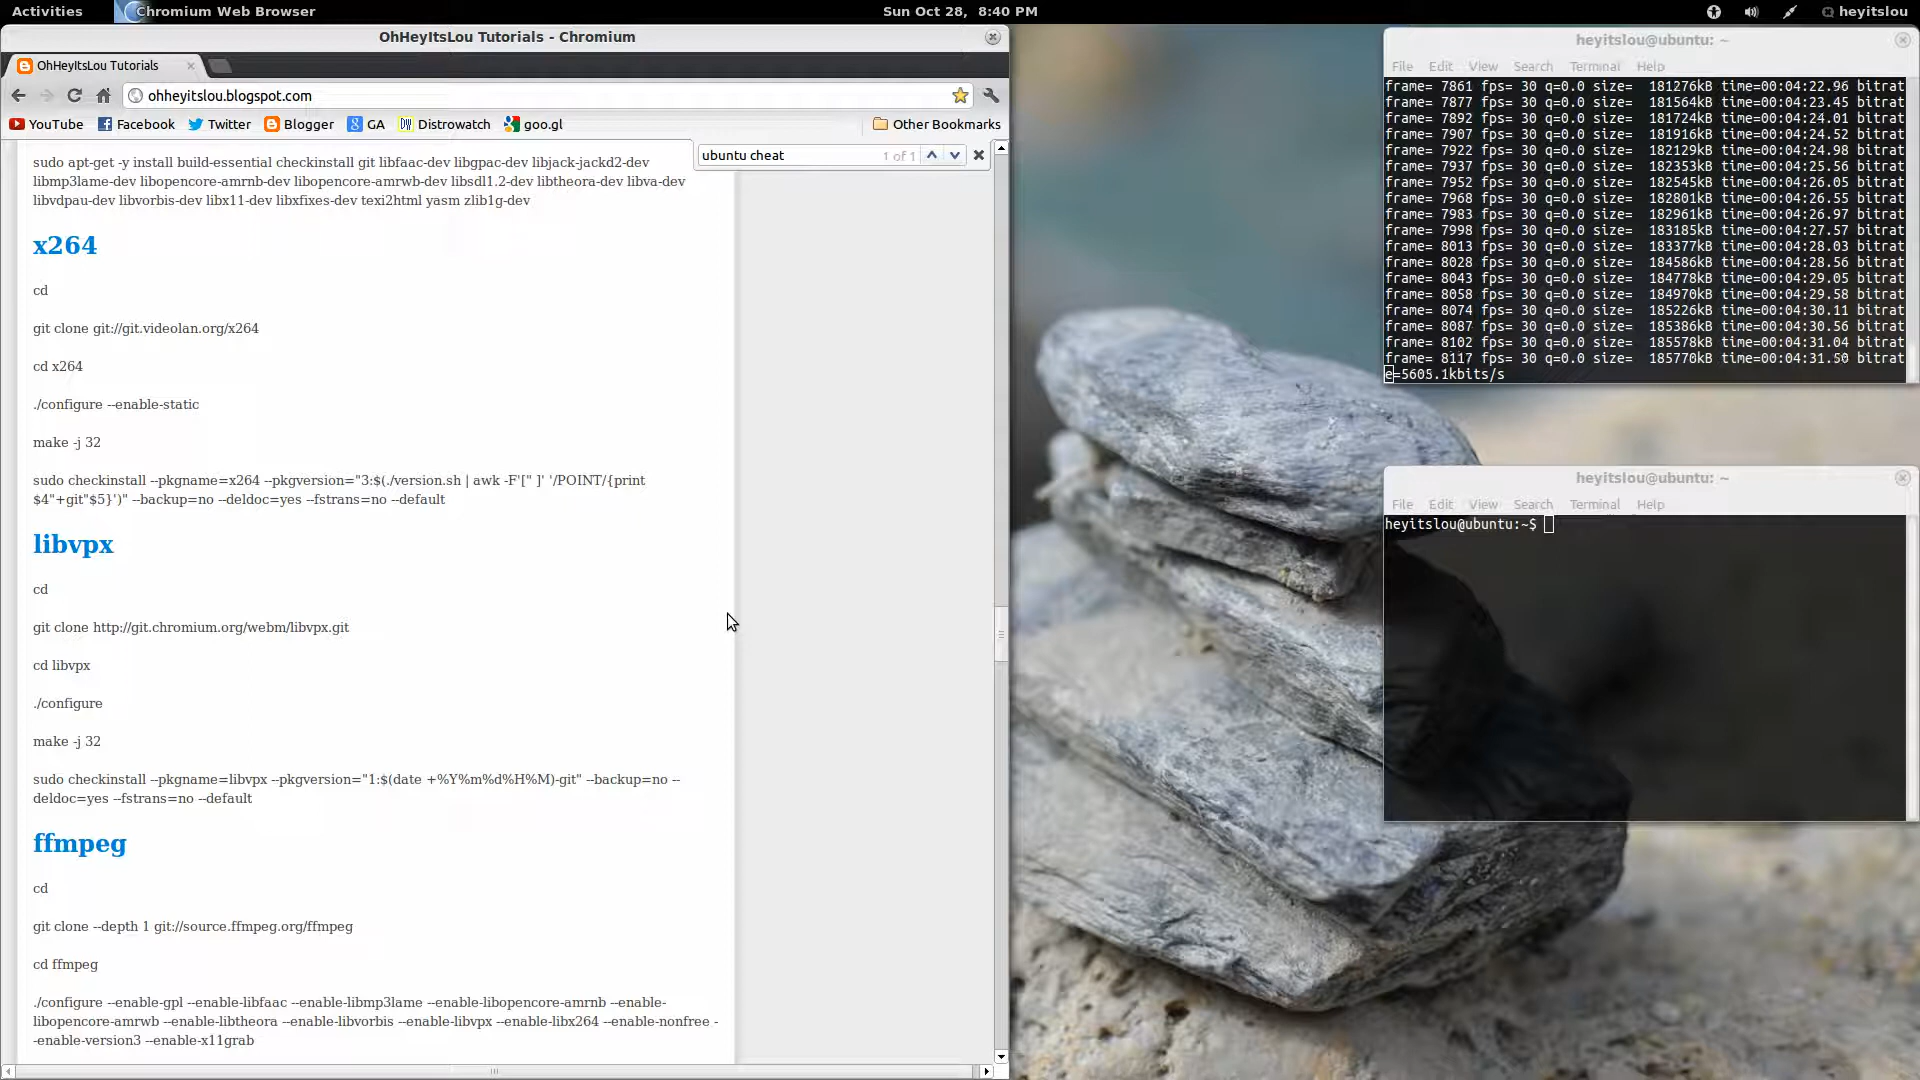 Activities
Chromium Web Browser
Sun Oct 28, 8:40 PM
heyitslou
OhHeyItsLou Tutorials - Chromium
OhHeyItsLou Tutorials
ohheyitslou.blogspot.com
YouTube
Facebook
Twitter
Blogger
GA
Distrowatch
goo.gl
Other Bookmarks
ubuntu cheat
1 of 1
sudo apt-get -y install build-essential checkinstall git libfaac-dev libgpac-dev libjack-jackd2-dev
libmp3lame-dev libopencore-amrnb-dev libopencore-amrwb-dev libsdl1.2-dev libtheora-dev libva-dev
libvdpau-dev libvorbis-dev libx11-dev libxfixes-dev texi2html yasm zlib1g-dev
x264
cd
git clone git://git.videolan.org/x264
cd x264
./configure --enable-static
make -j 32
sudo checkinstall --pkgname=x264 --pkgversion="3:$(./version.sh | awk -F'[" ]' '/POINT/{print
$4"+git"$5}')" --backup=no --deldoc=yes --fstrans=no --default
libvpx
cd
git clone http://git.chromium.org/webm/libvpx.git
cd libvpx
./configure
make -j 32
sudo checkinstall --pkgname=libvpx --pkgversion="1:$(date +%Y%m%d%H%M)-git" --backup=no --
deldoc=yes --fstrans=no --default
ffmpeg
cd
git clone --depth 1 git://source.ffmpeg.org/ffmpeg
cd ffmpeg
./configure --enable-gpl --enable-libfaac --enable-libmp3lame --enable-libopencore-amrnb --enable-
libopencore-amrwb --enable-libtheora --enable-libvorbis --enable-libvpx --enable-libx264 --enable-nonfree -
-enable-version3 --enable-x11grab
heyitslou@ubuntu: ~
File Edit View Search Terminal Help
frame= 7861 fps= 30 q=0.0 size=  181276kB time=00:04:22.96 bitrat
frame= 7877 fps= 30 q=0.0 size=  181564kB time=00:04:23.45 bitrat
frame= 7892 fps= 30 q=0.0 size=  181724kB time=00:04:24.01 bitrat
frame= 7907 fps= 30 q=0.0 size=  181916kB time=00:04:24.52 bitrat
frame= 7922 fps= 30 q=0.0 size=  182129kB time=00:04:24.98 bitrat
frame= 7937 fps= 30 q=0.0 size=  182353kB time=00:04:25.56 bitrat
frame= 7952 fps= 30 q=0.0 size=  182545kB time=00:04:26.05 bitrat
frame= 7968 fps= 30 q=0.0 size=  182801kB time=00:04:26.55 bitrat
frame= 7983 fps= 30 q=0.0 size=  182961kB time=00:04:26.97 bitrat
frame= 7998 fps= 30 q=0.0 size=  183185kB time=00:04:27.57 bitrat
frame= 8013 fps= 30 q=0.0 size=  183377kB time=00:04:28.03 bitrat
frame= 8028 fps= 30 q=0.0 size=  184586kB time=00:04:28.56 bitrat
frame= 8043 fps= 30 q=0.0 size=  184778kB time=00:04:29.05 bitrat
frame= 8058 fps= 30 q=0.0 size=  184970kB time=00:04:29.58 bitrat
frame= 8074 fps= 30 q=0.0 size=  185226kB time=00:04:30.11 bitrat
frame= 8087 fps= 30 q=0.0 size=  185386kB time=00:04:30.56 bitrat
frame= 8102 fps= 30 q=0.0 size=  185578kB time=00:04:31.04 bitrat
frame= 8117 fps= 30 q=0.0 size=  185770kB time=00:04:31.50 bitrat
e=5605.1kbits/s
heyitslou@ubuntu: ~
File Edit View Search Terminal Help
heyitslou@ubuntu:~$